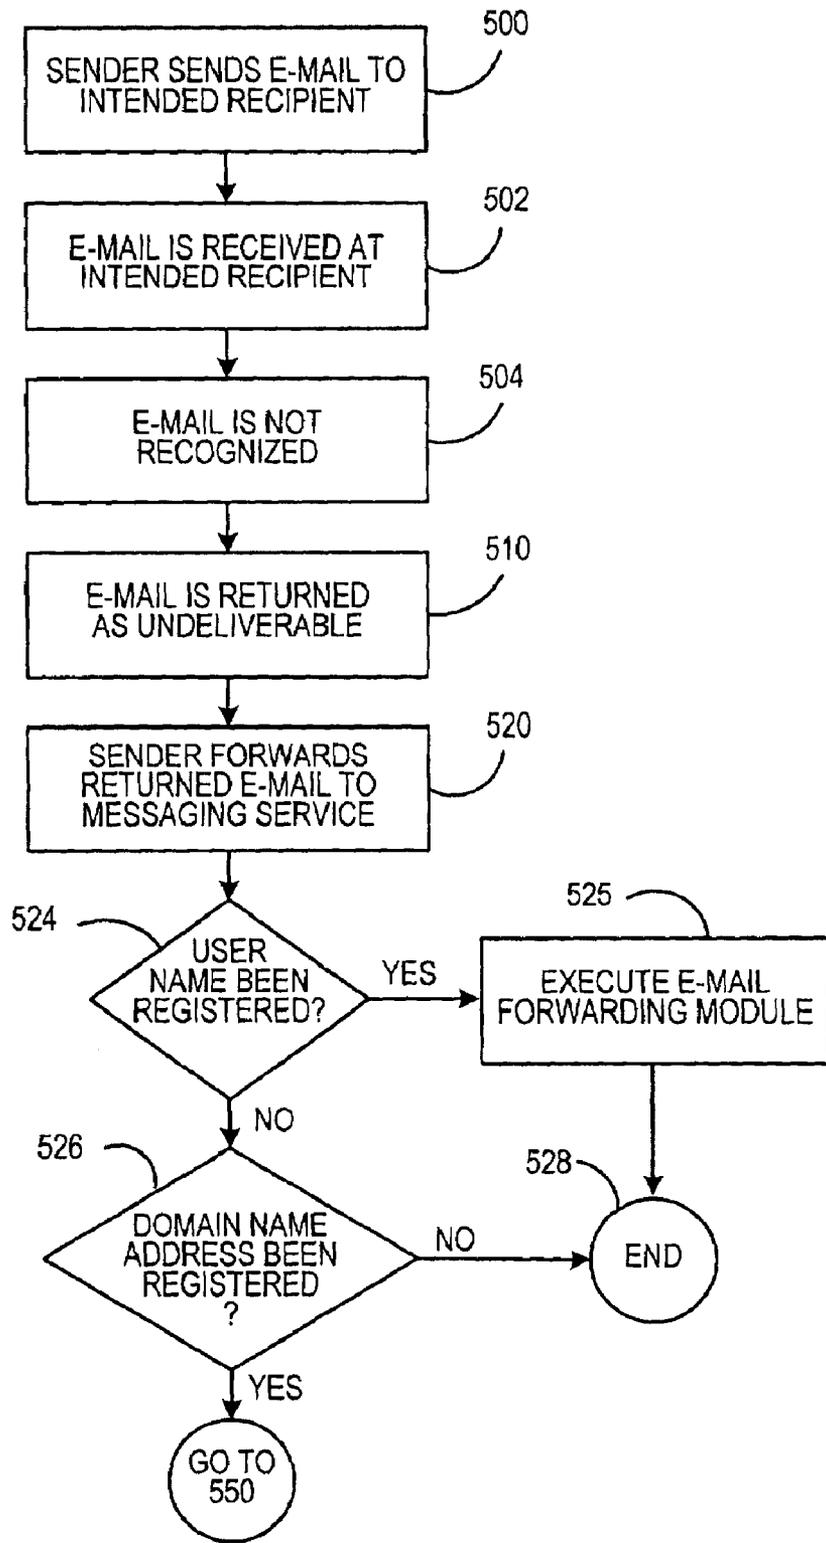 500
SENDER SENDS E-MAIL TO
INTENDED RECIPIENT
502
E-MAIL IS RECEIVED AT
INTENDED RECIPIENT
504
E-MAIL IS NOT
RECOGNIZED
510
E-MAIL IS RETURNED
AS UNDELIVERABLE
520
SENDER FORWARDS
RETURNED E-MAIL TO
MESSAGING SERVICE
524
USER
NAME BEEN
REGISTERED?
YES
525
EXECUTE E-MAIL
FORWARDING MODULE
NO
526
DOMAIN NAME
ADDRESS BEEN
REGISTERED
?
NO
528
END
YES
GO TO
550